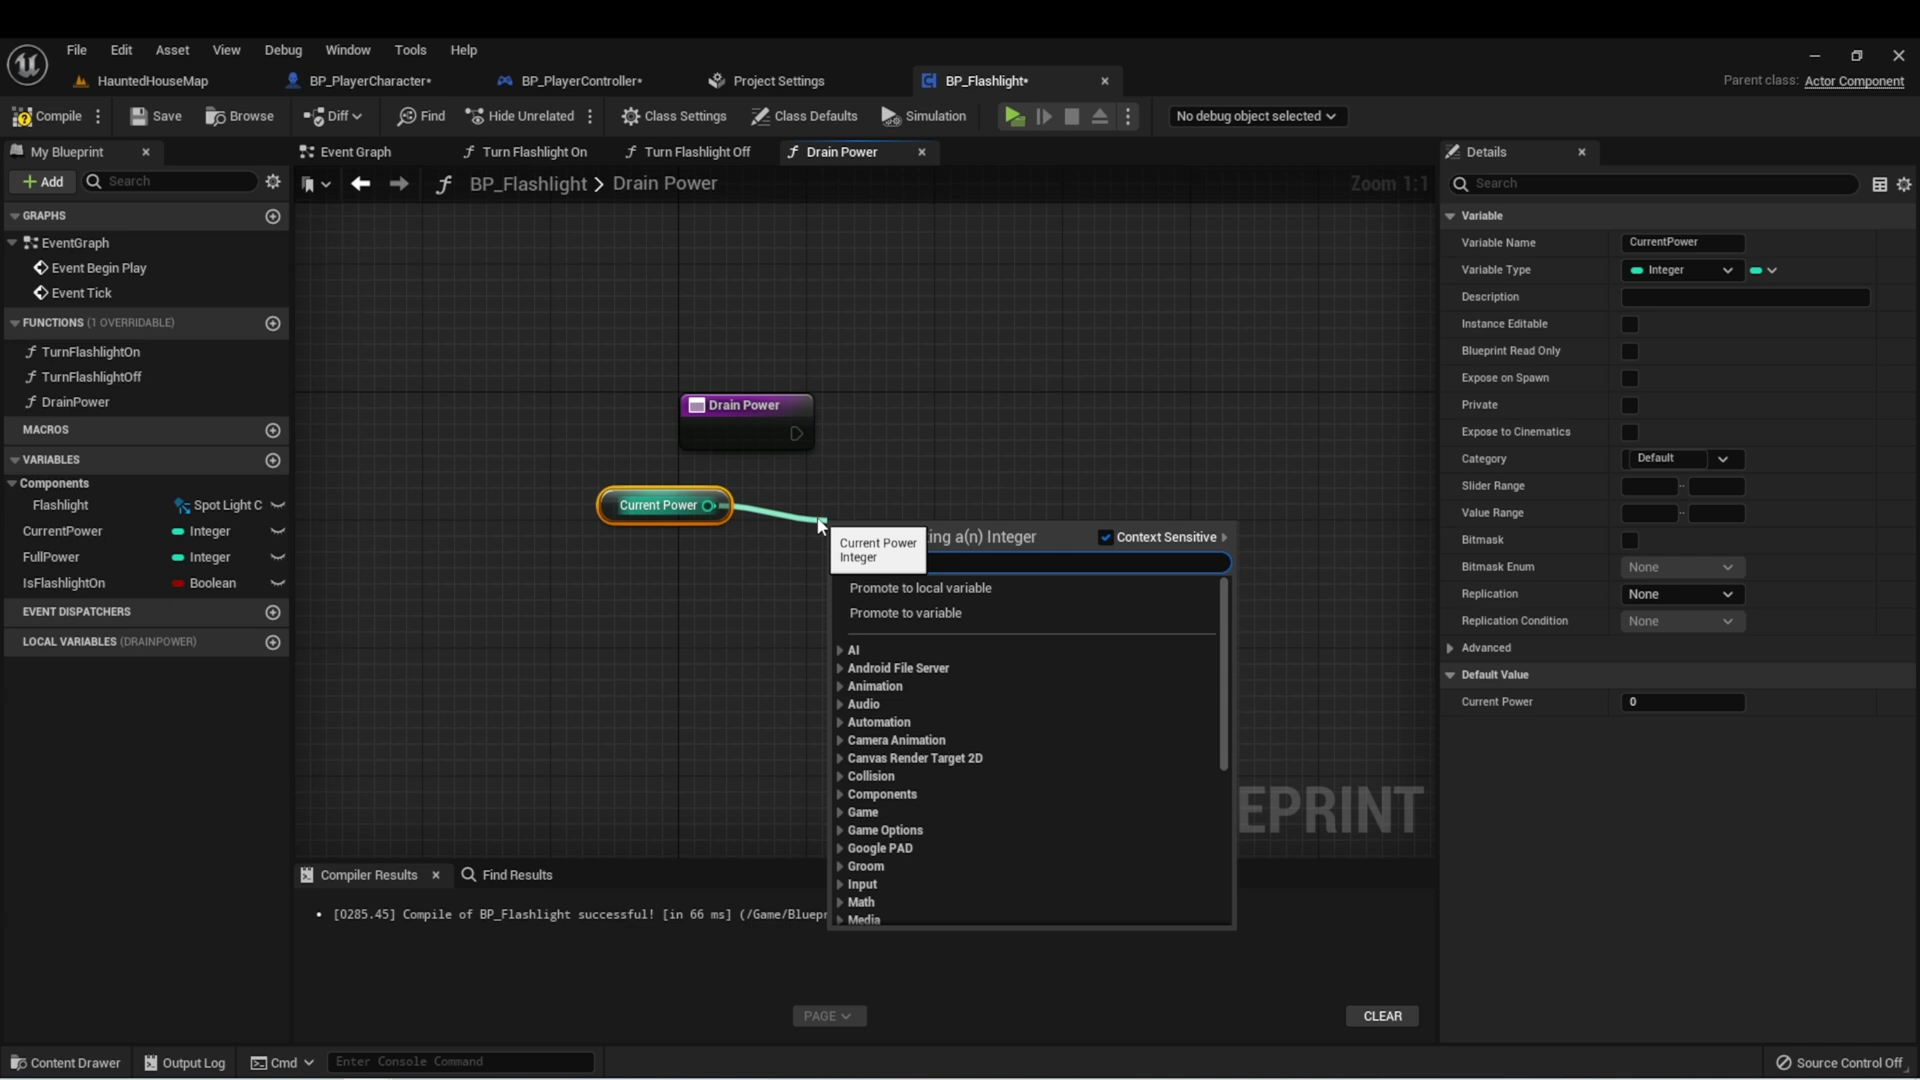 File Edit Asset View Debug Window Tools Help
HauntedHouseMap BP_PlayerCharacter* BP_PlayerController* Project Settings BP_Flashlight* Parent class: Actor Component
Compile Save Browse Diff Find Hide Unrelated Class Settings Class Defaults Simulation No debug object selected
My Blueprint
Event Graph Turn Flashlight On Turn Flashlight Off Drain Power
Details
Add Search
BP_Flashlight > Drain Power
Zoom 1:1
Search
GRAPHS
EventGraph
Event Begin Play
Event Tick
FUNCTIONS (1 OVERRIDABLE)
TurnFlashlightOn
TurnFlashlightOff
DrainPower
MACROS
VARIABLES
Components
Flashlight Spot Light C
CurrentPower Integer
FullPower Integer
IsFlashlightOn Boolean
EVENT DISPATCHERS
LOCAL VARIABLES (DRAINPOWER)
Drain Power
Current Power
Current Power
Integer
ing a(n) Integer Context Sensitive
Promote to local variable
Promote to variable
AI
Android File Server
Animation
Audio
Automation
Camera Animation
Canvas Render Target 2D
Collision
Components
Game
Game Options
Google PAD
Groom
Input
Math
Media
EPRINT
Variable
Variable Name CurrentPower
Variable Type Integer
Description
Instance Editable
Blueprint Read Only
Expose on Spawn
Private
Expose to Cinematics
Category Default
Slider Range
Value Range
Bitmask
Bitmask Enum None
Replication None
Replication Condition None
Advanced
Default Value
Current Power 0
Compiler Results Find Results
[0285.45] Compile of BP_Flashlight successful! [in 66 ms] (/Game/Bluepr
PAGE CLEAR
Content Drawer Output Log Cmd Enter Console Command Source Control Off